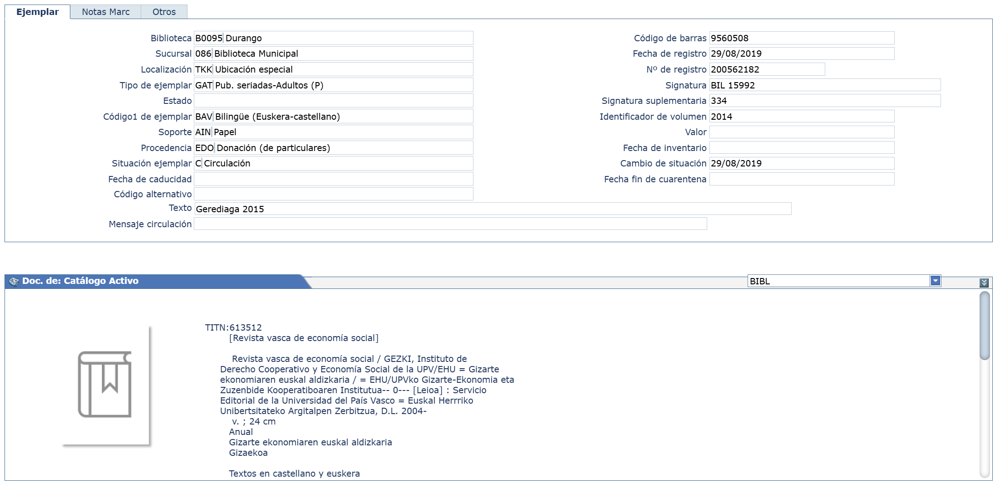 Ejemplar Notas Marc Otros
Biblioteca B0095 Durango Código de barras 9560508
Sucursal 086 Biblioteca Municipal Fecha de registro 29/08/2019
Localización TKK Ubicación especial Nº de registro 200562182
Tipo de ejemplar GAT Pub. seriadas-Adultos (P) Signatura BIL 15992
Estado Signatura suplementaria 334
Código1 de ejemplar BAV Bilingüe (Euskera-castellano) Identificador de volumen 2014
Soporte AIN Papel Valor
Procedencia EDO Donación (de particulares) Fecha de inventario
Situación ejemplar C Circulación Cambio de situación 29/08/2019
Fecha de caducidad Fecha fin de cuarentena
Código alternativo
Texto Gerediaga 2015
Mensaje circulación
Doc. de: Catálogo Activo BIBL
TITN:613512
[Revista vasca de economía social]
Revista vasca de economía social / GEZKI, Instituto de
Derecho Cooperativo y Economía Social de la UPV/EHU = Gizarte
ekonomiaren euskal aldizkaria / = EHU/UPVko Gizarte-Ekonomia eta
Zuzenbide Kooperatiboaren Institutua-- 0--- [Leioa] : Servicio
Editorial de la Universidad del País Vasco = Euskal Herrriko
Unibertsitateko Argitalpen Zerbitzua, D.L. 2004-
v. ; 24 cm
Anual
Gizarte ekonomiaren euskal aldizkaria
Gizaekoa
Textos en castellano y euskera